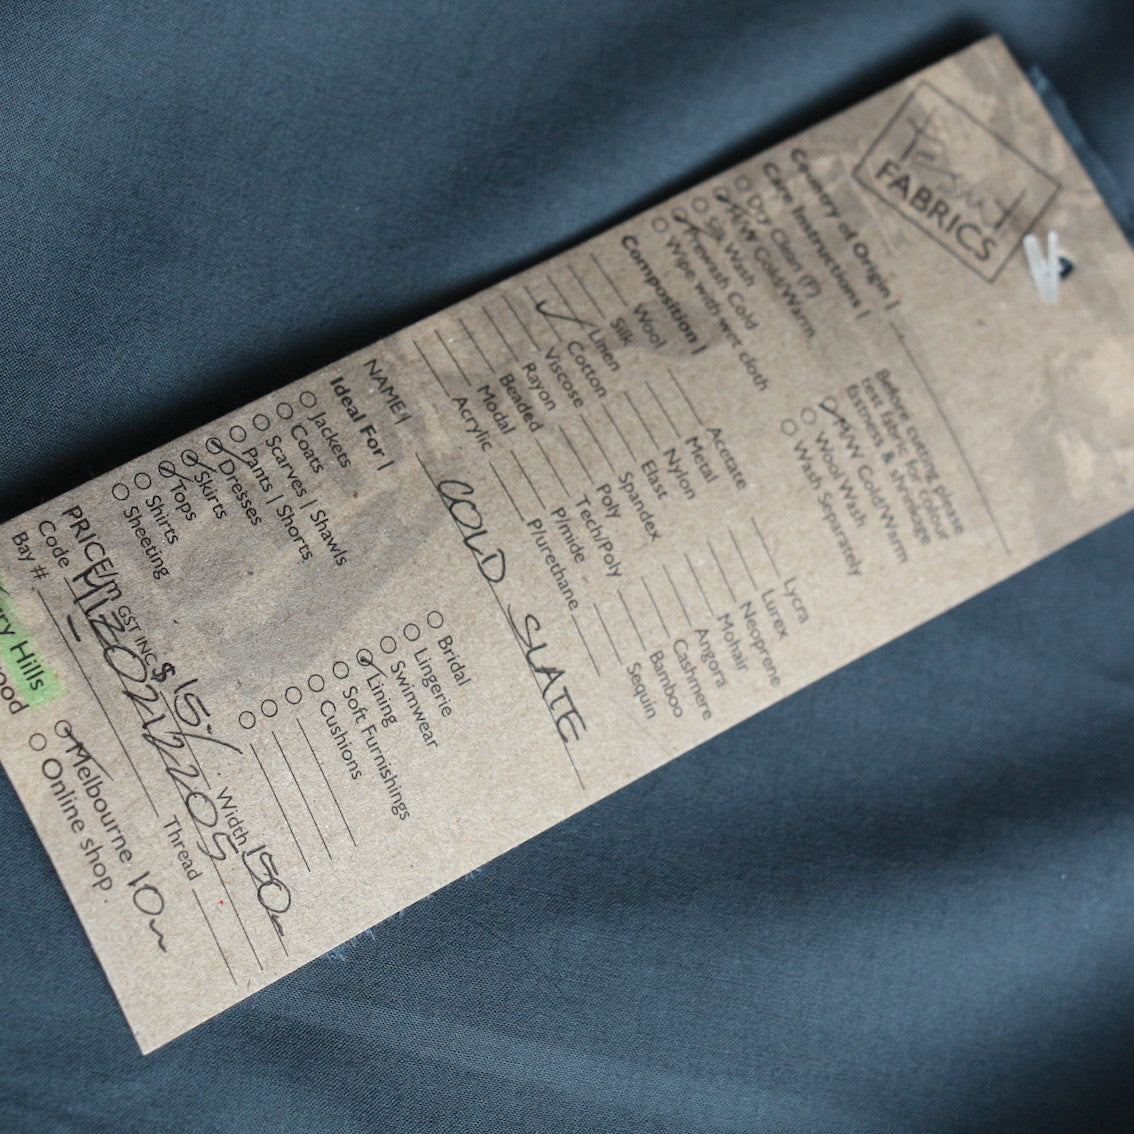 Tessuti
FABRICS
Country of Origin |
Care Instructions |
Dry Clean (P)
M/W Cold/Warm
Silk Wash
Prewash Cold
Wipe with wet cloth
Before cutting please
test fabric for colour
fastness & shrinkage
M/W Cold/Warm
Wool Wash
Wash Separately
Composition |
Wool
Silk
Linen
Cotton
Viscose
Rayon
Beaded
Modal
Acrylic
Acetate
Metal
Nylon
Elast
Spandex
Poly
Tech/Poly
P/mide
P/urethane
Lycra
Lurex
Neoprene
Mohair
Angora
Cashmere
Bamboo
Sequin
NAME | COLD SLATE
Ideal For |
Jackets
Coats
Scarves | Shawls
Pants | Shorts
Dresses
Skirts
Tops
Shirts
Sheeting
Bridal
Lingerie
Swimwear
Lining
Soft Furnishings
Cushions
PRICE/m GST INC $ 15 Width 150
Code
Thread
Bay #
Hills
Melbourne 10m
Online shop